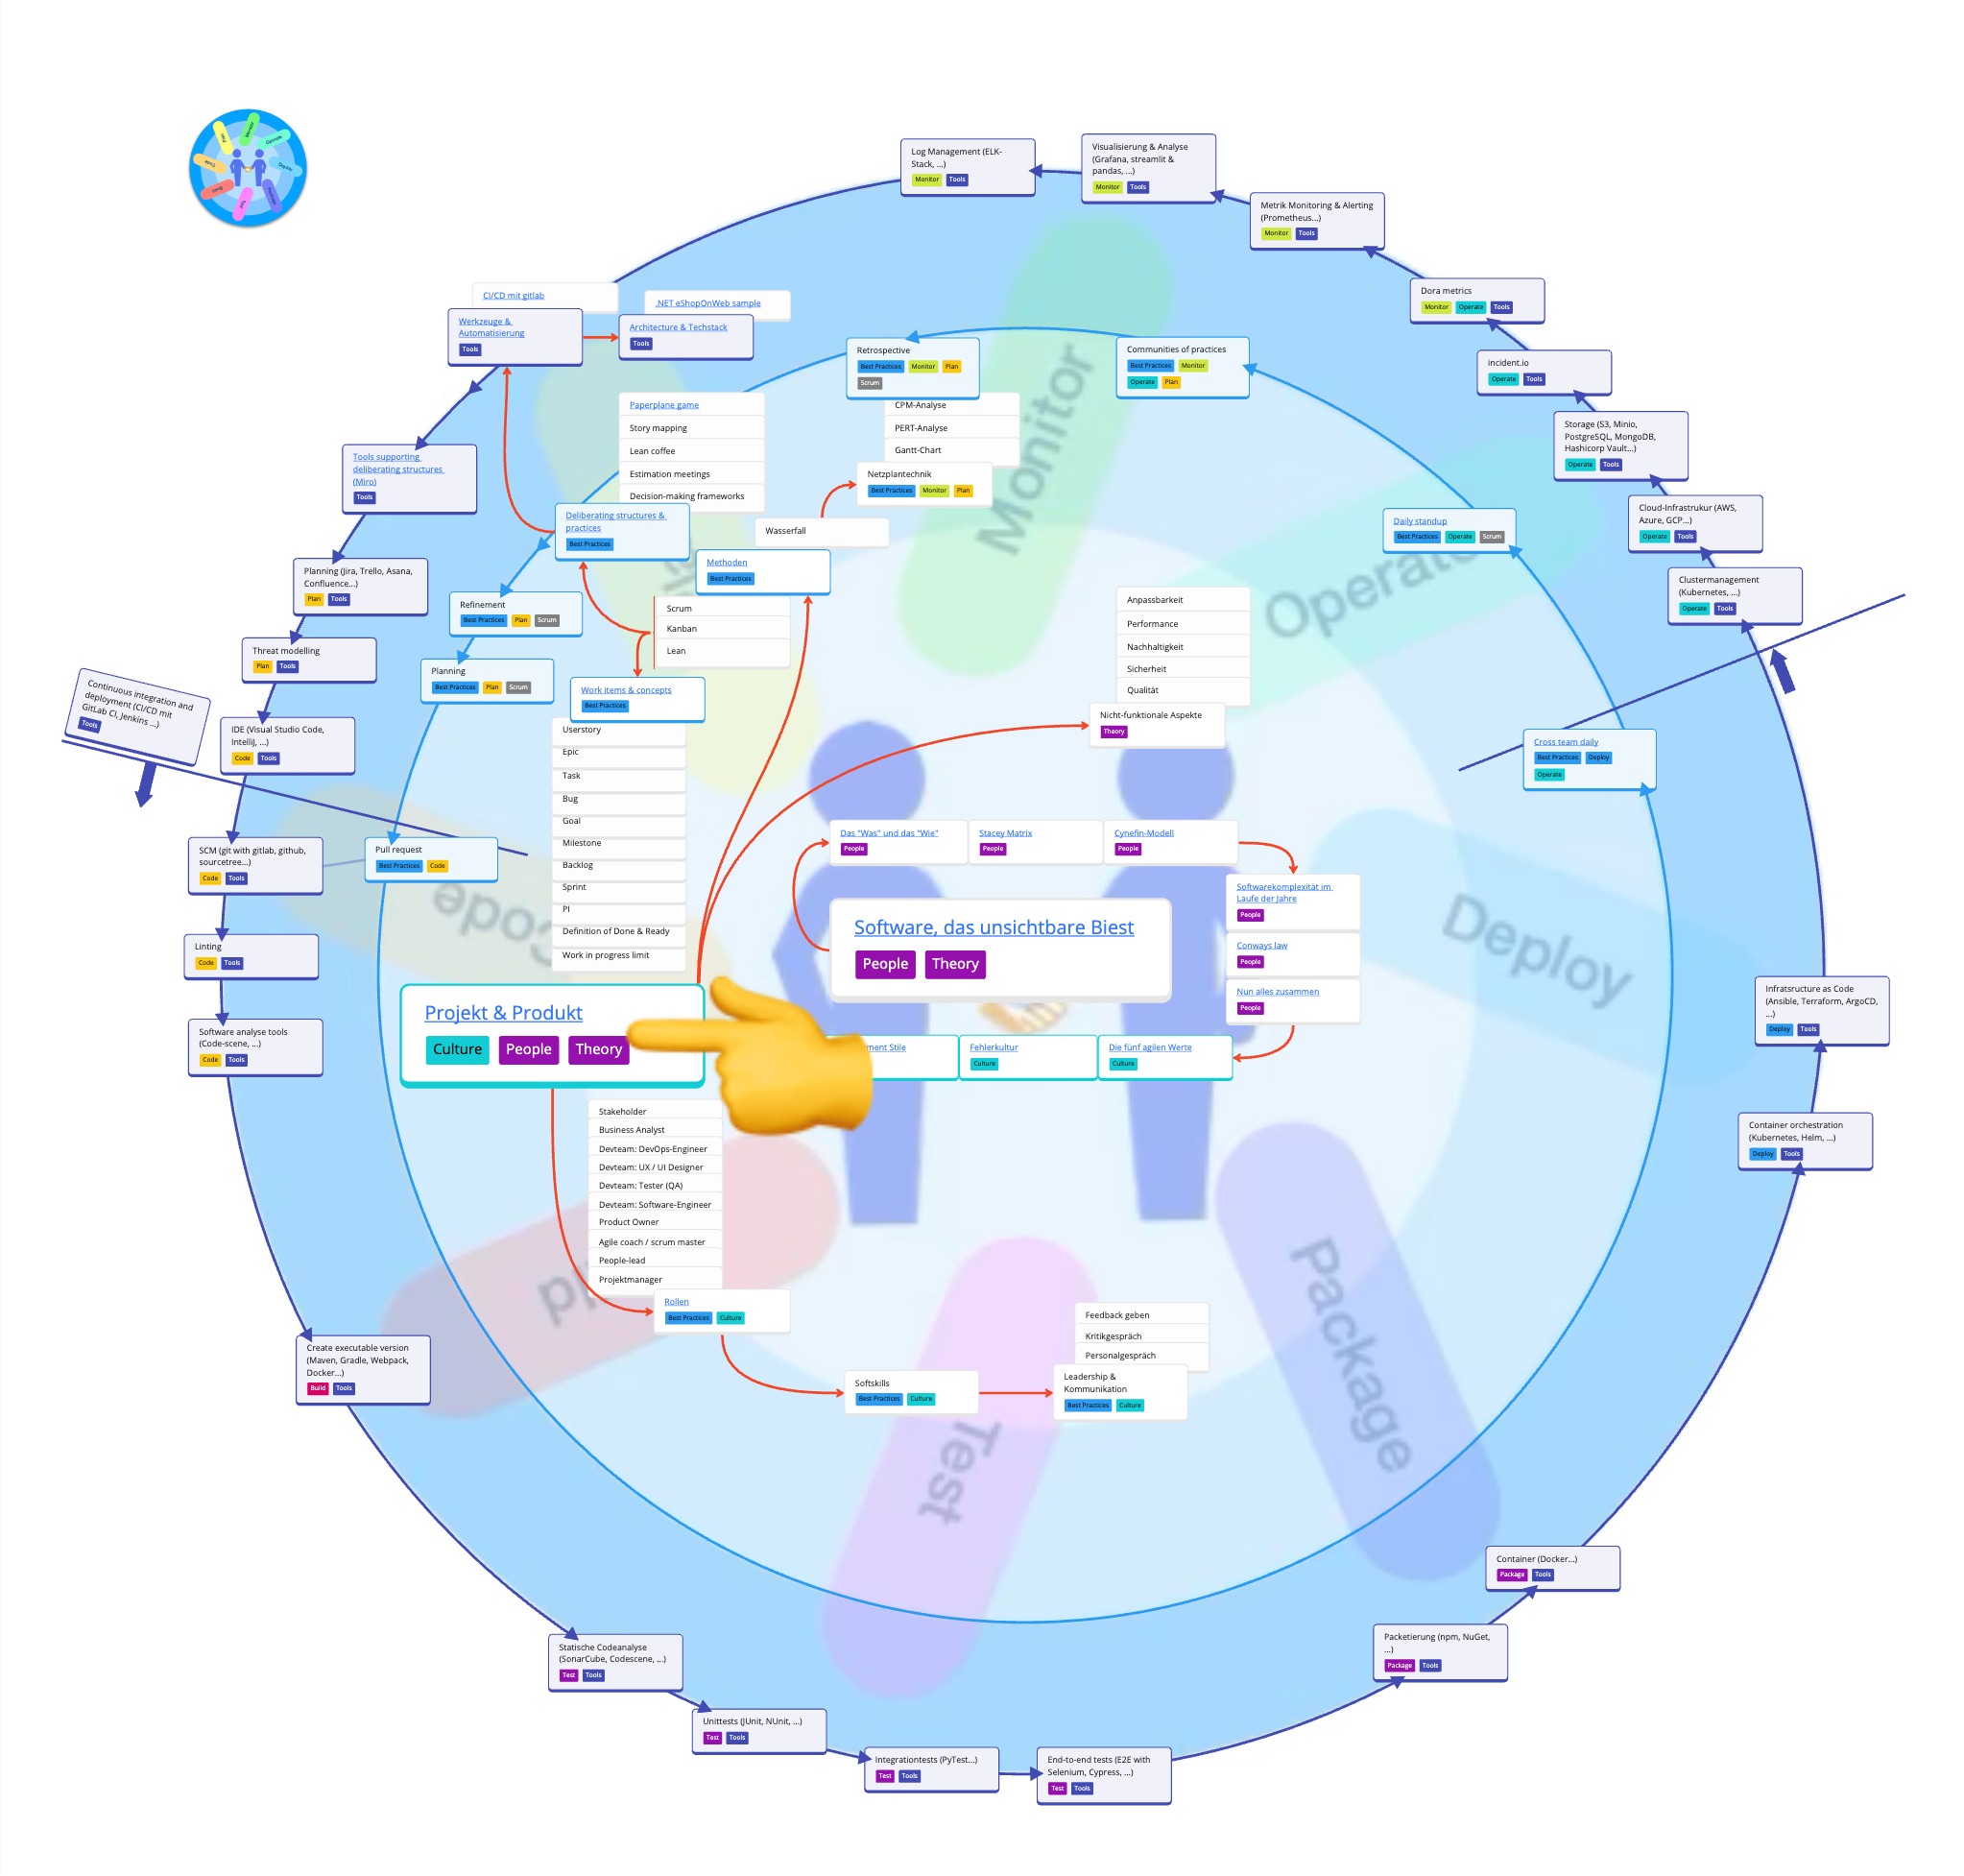 Log Management (ELK-
Stack, ...)
Monitor Tools
Visualisierung & Analyse
(Grafana, streamlit &
pandas, ...)
Monitor Tools
Metrik Monitoring & Alerting
(Prometheus...)
Monitor Tools
Dora metrics
Monitor Operate Tools
incident.io
Operate Tools
Storage (S3, Minio,
PostgreSQL, MongoDB,
Hashicorp Vault...)
Operate Tools
Cloud-Infrastrukur (AWS,
Azure, GCP...)
Operate Tools
Clustermanagement
(Kubernetes, ...)
Operate Tools
CI/CD mit gitlab
Werkzeuge &
Automatisierung
Tools
.NET eShopOnWeb sample
Architecture & Techstack
Tools
Retrospective
Best Practices Monitor Plan
Scrum
Communities of practices
Best Practices Monitor
Operate Plan
Daily standup
Best Practices Operate Scrum
Cross team daily
Best Practices Deploy
Operate
Tools supporting
deliberating structures
(Miro)
Tools
Planning (Jira, Trello, Asana,
Confluence...)
Plan Tools
Threat modelling
Plan Tools
Continuous integration and
deployment (CI/CD mit
GitLab CI, Jenkins ...)
Tools
IDE (Visual Studio Code,
Intellij, ...)
Code Tools
SCM (git with gitlab, github,
sourcetree...)
Code Tools
Linting
Code Tools
Software analyse tools
(Code-scene, ...)
Code Tools
Paperplane game
Story mapping
Lean coffee
Estimation meetings
Decision-making frameworks
Deliberating structures &
practices
Best Practices
CPM-Analyse
PERT-Analyse
Gantt-Chart
Netzplantechnik
Best Practices Monitor Plan
Wasserfall
Methoden
Best Practices
Refinement
Best Practices Plan Scrum
Planning
Best Practices Plan Scrum
Pull request
Best Practices Code
Scrum
Kanban
Lean
Work items & concepts
Best Practices
Userstory
Epic
Task
Bug
Goal
Milestone
Backlog
Sprint
PI
Definition of Done & Ready
Work in progress limit
Anpassbarkeit
Performance
Nachhaltigkeit
Sicherheit
Qualität
Nicht-funktionale Aspekte
Theory
Monitor
Operate
Deploy
Package
Test
Code
Das "Was" und das "Wie"
People
Stacey Matrix
People
Cynefin-Modell
People
Softwarekomplexität im
Laufe der Jahre
People
Conways law
People
Nun alles zusammen
People
Software, das unsichtbare Biest
People Theory
Projekt & Produkt
Culture People Theory
ment Stile
Fehlerkultur
Culture
Die fünf agilen Werte
Culture
Stakeholder
Business Analyst
Devteam: DevOps-Engineer
Devteam: UX / UI Designer
Devteam: Tester (QA)
Devteam: Software-Engineer
Product Owner
Agile coach / scrum master
People-lead
Projektmanager
Rollen
Best Practices Culture
Softskills
Best Practices Culture
Feedback geben
Kritikgespräch
Personalgespräch
Leadership &
Kommunikation
Best Practices Culture
Infratsructure as Code
(Ansible, Terraform, ArgoCD,
...)
Deploy Tools
Container orchestration
(Kubernetes, Helm, ...)
Deploy Tools
Container (Docker...)
Package Tools
Packetierung (npm, NuGet,
...)
Package Tools
Create executable version
(Maven, Gradle, Webpack,
Docker...)
Build Tools
Statische Codeanalyse
(SonarCube, Codescene, ...)
Test Tools
Unittests (JUnit, NUnit, ...)
Test Tools
Integrationtests (PyTest...)
Test Tools
End-to-end tests (E2E with
Selenium, Cypress, ...)
Test Tools